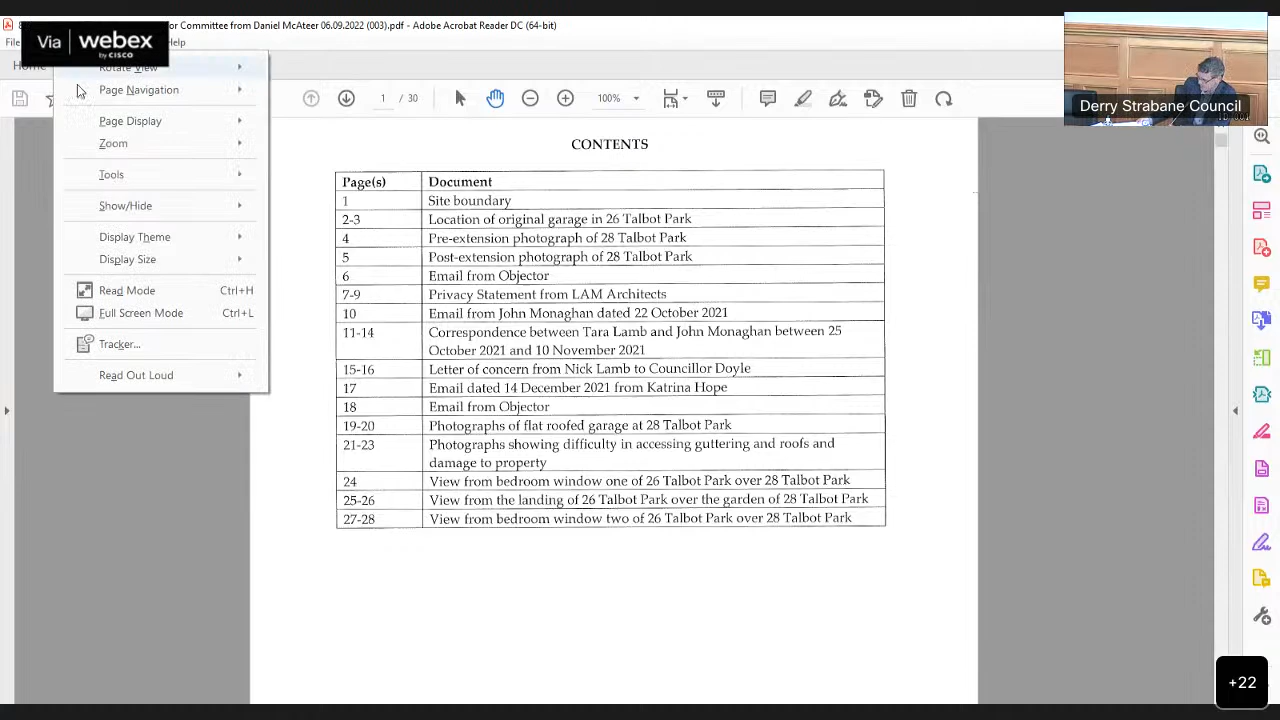 or Committee from Daniel McAteer 06.09.2022 (003).pdf - Adobe Acrobat Reader DC (64-bit)
File
Help
Via webex
by CISCO
Home
Rotate View
Page Navigation
Page Display
Zoom
Tools
Show/Hide
Display Theme
Display Size
Read Mode Ctrl+H
Full Screen Mode Ctrl+L
Tracker...
Read Out Loud
1 / 30
100%
Derry Strabane Council
CONTENTS
Page(s) Document
1 Site boundary
2-3 Location of original garage in 26 Talbot Park
4 Pre-extension photograph of 28 Talbot Park
5 Post-extension photograph of 28 Talbot Park
6 Email from Objector
7-9 Privacy Statement from LAM Architects
10 Email from John Monaghan dated 22 October 2021
11-14 Correspondence between Tara Lamb and John Monaghan between 25
October 2021 and 10 November 2021
15-16 Letter of concern from Nick Lamb to Councillor Doyle
17 Email dated 14 December 2021 from Katrina Hope
18 Email from Objector
19-20 Photographs of flat roofed garage at 28 Talbot Park
21-23 Photographs showing difficulty in accessing guttering and roofs and
damage to property
24 View from bedroom window one of 26 Talbot Park over 28 Talbot Park
25-26 View from the landing of 26 Talbot Park over the garden of 28 Talbot Park
27-28 View from bedroom window two of 26 Talbot Park over 28 Talbot Park
+22